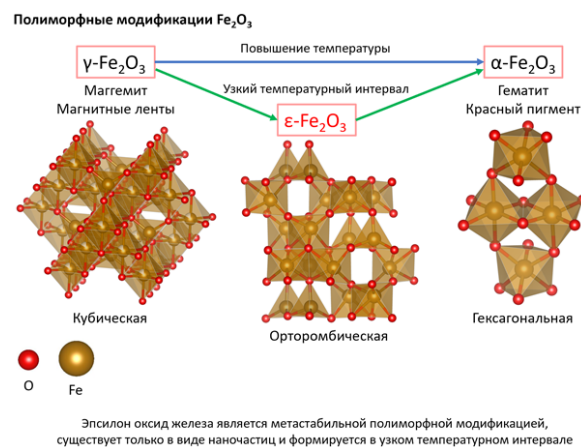 Полиморфные модификации Fe₂O₃
Повышение температуры
γ-Fe₂O₃
α-Fe₂O₃
Узкий температурный интервал
Маггемит
Магнитные ленты
Гематит
Красный пигмент
ε-Fe₂O₃
Кубическая
Орторомбическая
Гексагональная
O
Fe
Эпсилон оксид железа является метастабильной полиморфной модификацией,
существует только в виде наночастиц и формируется в узком температурном интервале